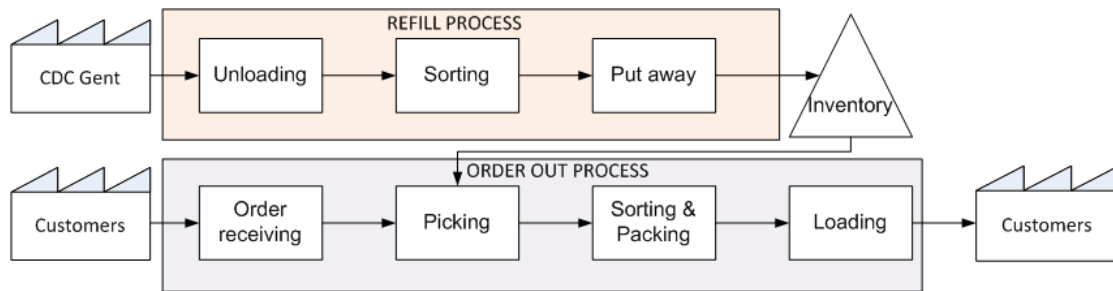 REFILL PROCESS
CDC Gent
Unloading
Sorting
Put away
Inventory
ORDER OUT PROCESS
Customers
Order
receiving
Picking
Sorting &
Packing
Loading
Customers